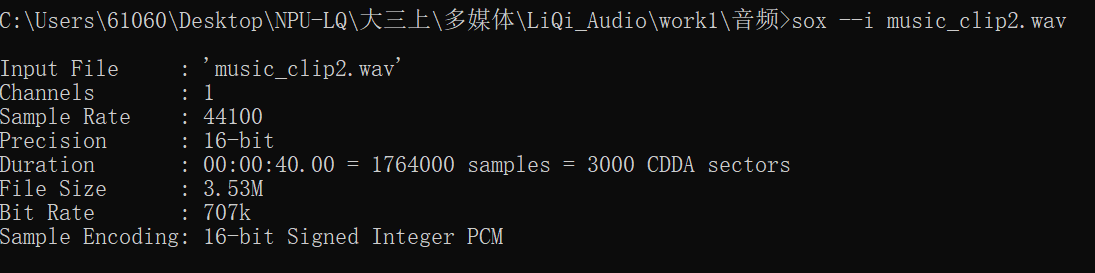 C:\Users\61060\Desktop\NPU-LQ\大三上\多媒体\LiQi_Audio\work1\音频>sox --i music_clip2.wav
Input File     : 'music_clip2.wav'
Channels       : 1
Sample Rate    : 44100
Precision      : 16-bit
Duration       : 00:00:40.00 = 1764000 samples = 3000 CDDA sectors
File Size      : 3.53M
Bit Rate       : 707k
Sample Encoding: 16-bit Signed Integer PCM